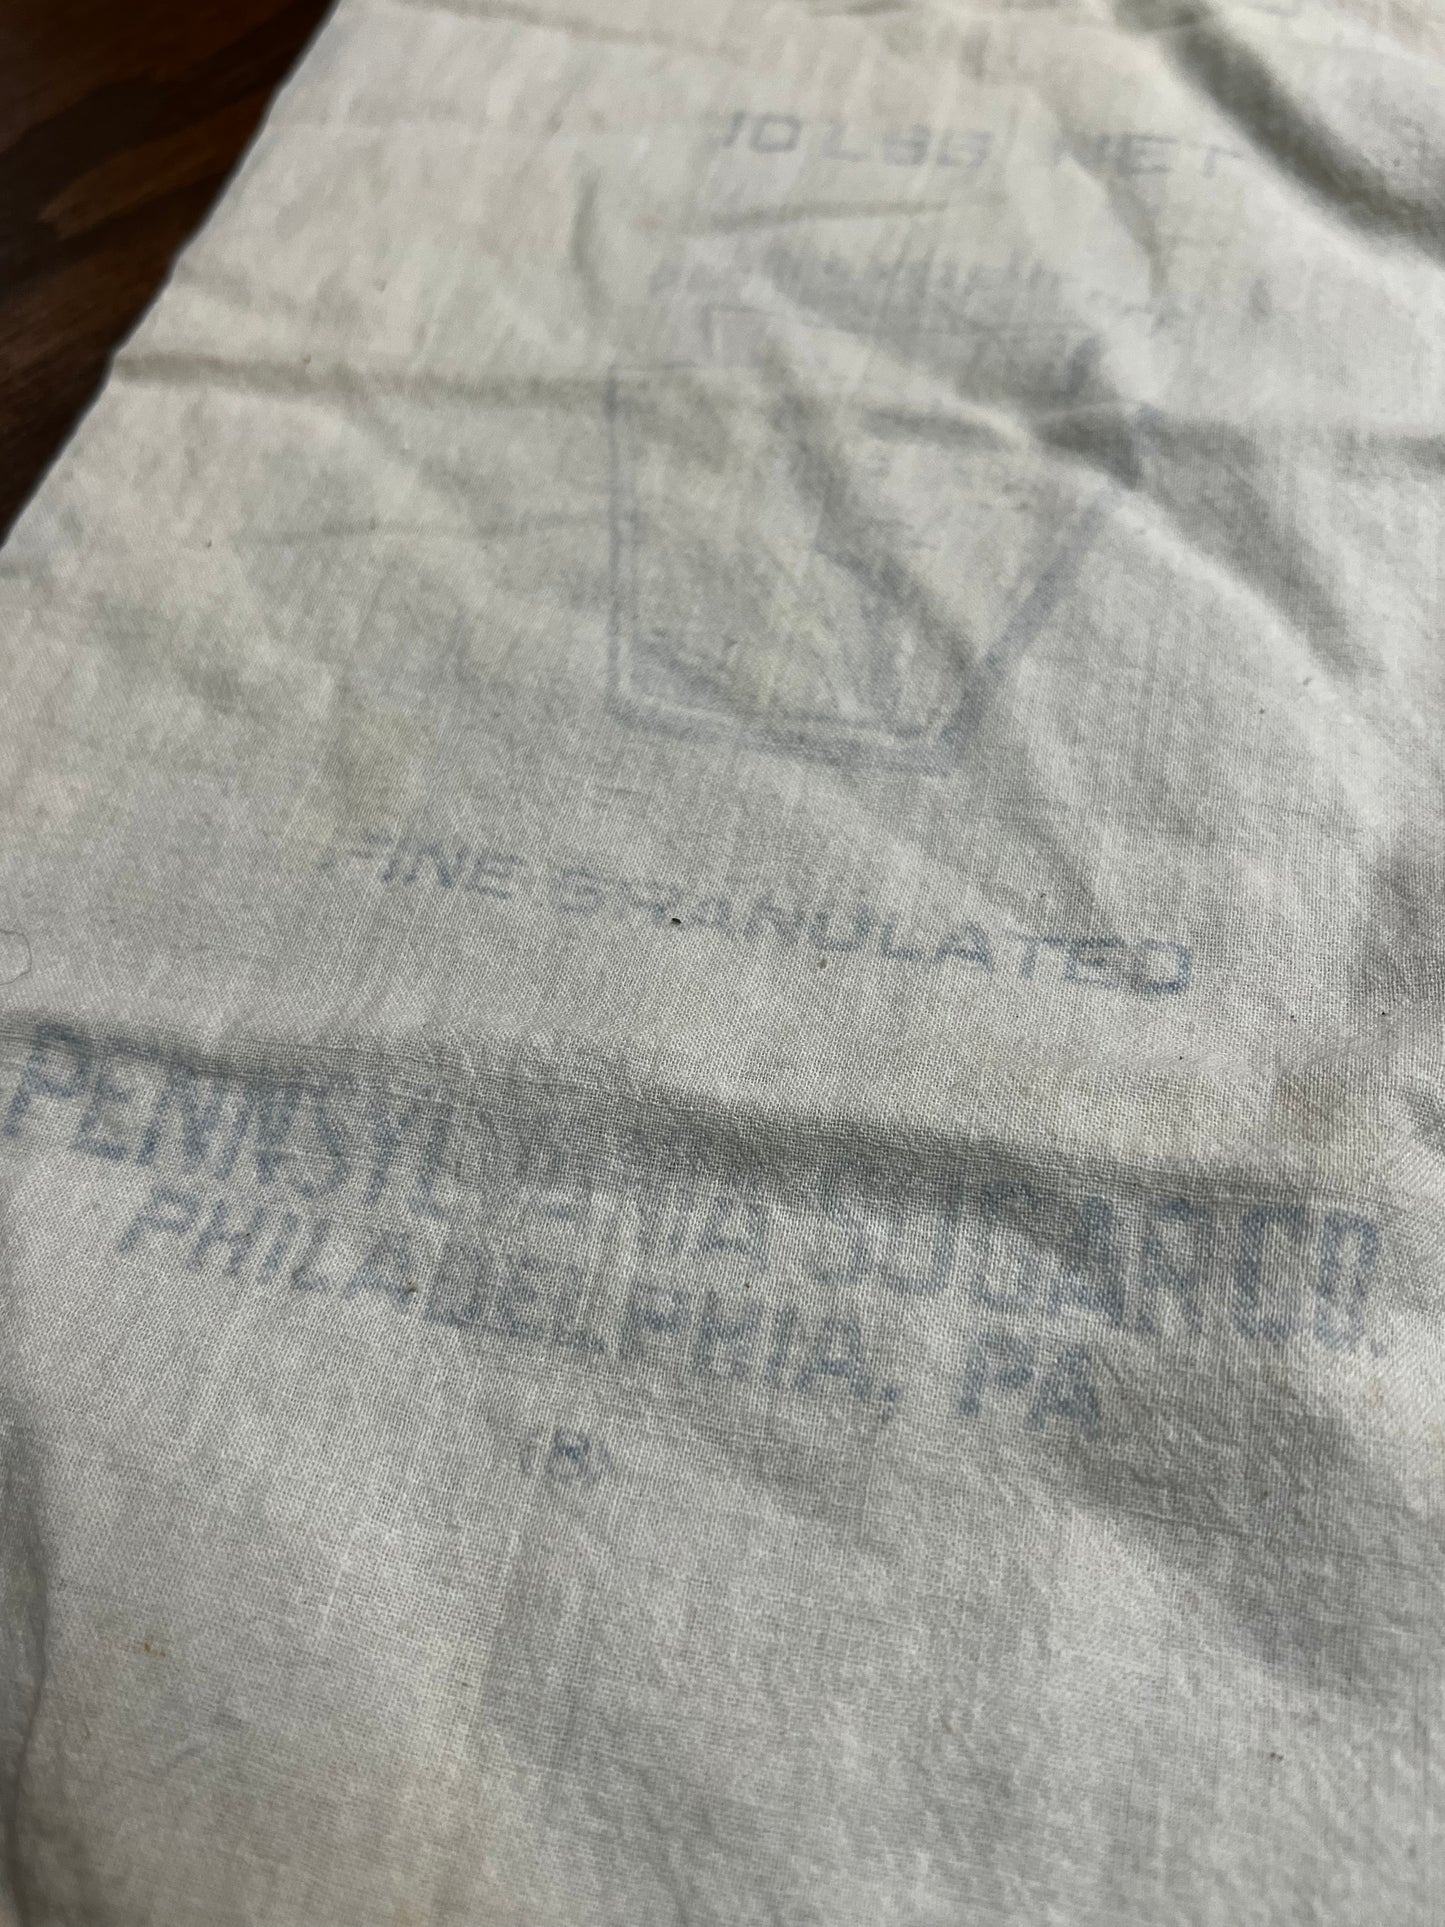 10 LBS NET
FINE GRANULATED
PENNSYLVANIA SUGAR CO.
PHILADELPHIA, PA